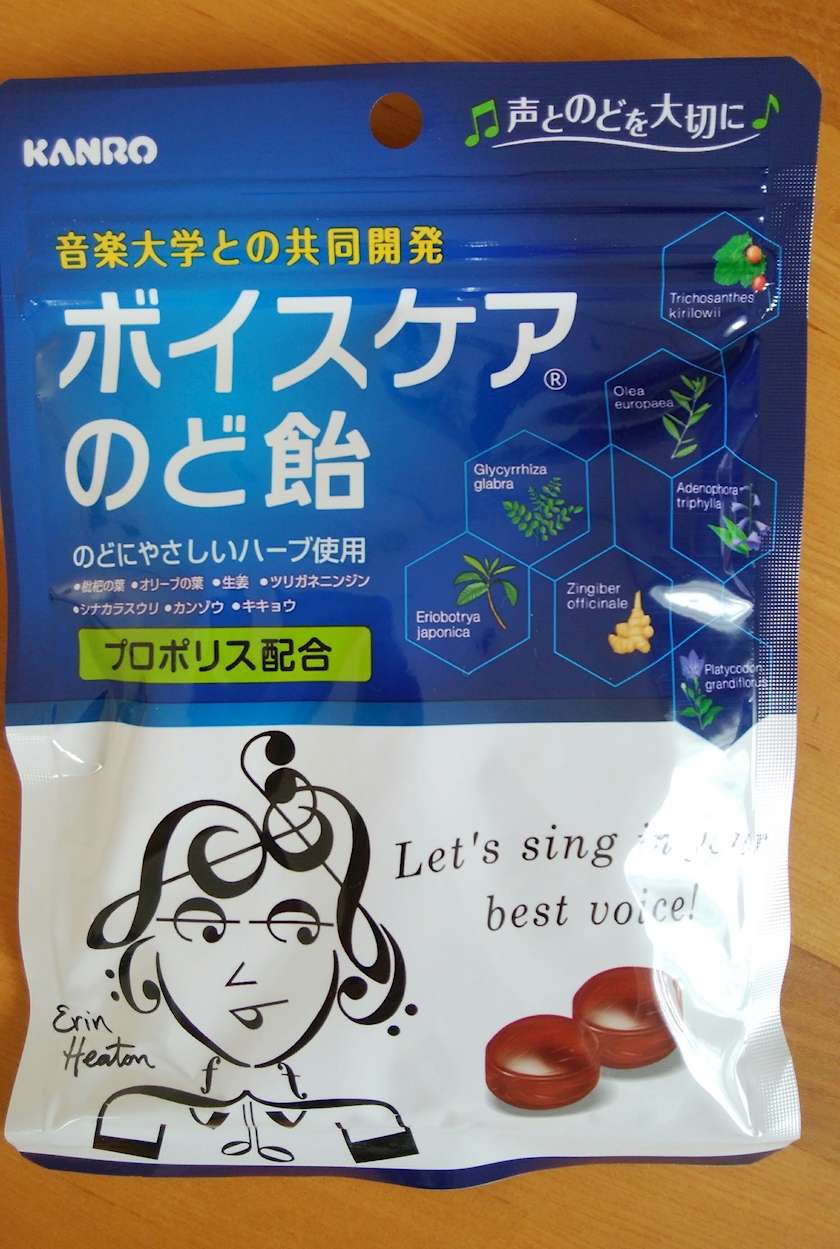 KANRO
声とのどを大切に
音楽大学との共同開発
ボイスケア®
のど飴
のどにやさしいハーブ使用
•枇杷の葉 •オリーブの葉 •生姜 •ツリガネニンジン
•シナカラスウリ •カンゾウ •キキョウ
プロポリス配合
Trichosanthes
kirilowii
Olea
europaea
Glycyrrhiza
glabra
Adenophora
triphylla
Eriobotrya
japonica
Zingiber
officinale
Platycodon
grandiflorus
Let's sing in your
best voice!
Erin
Heaton